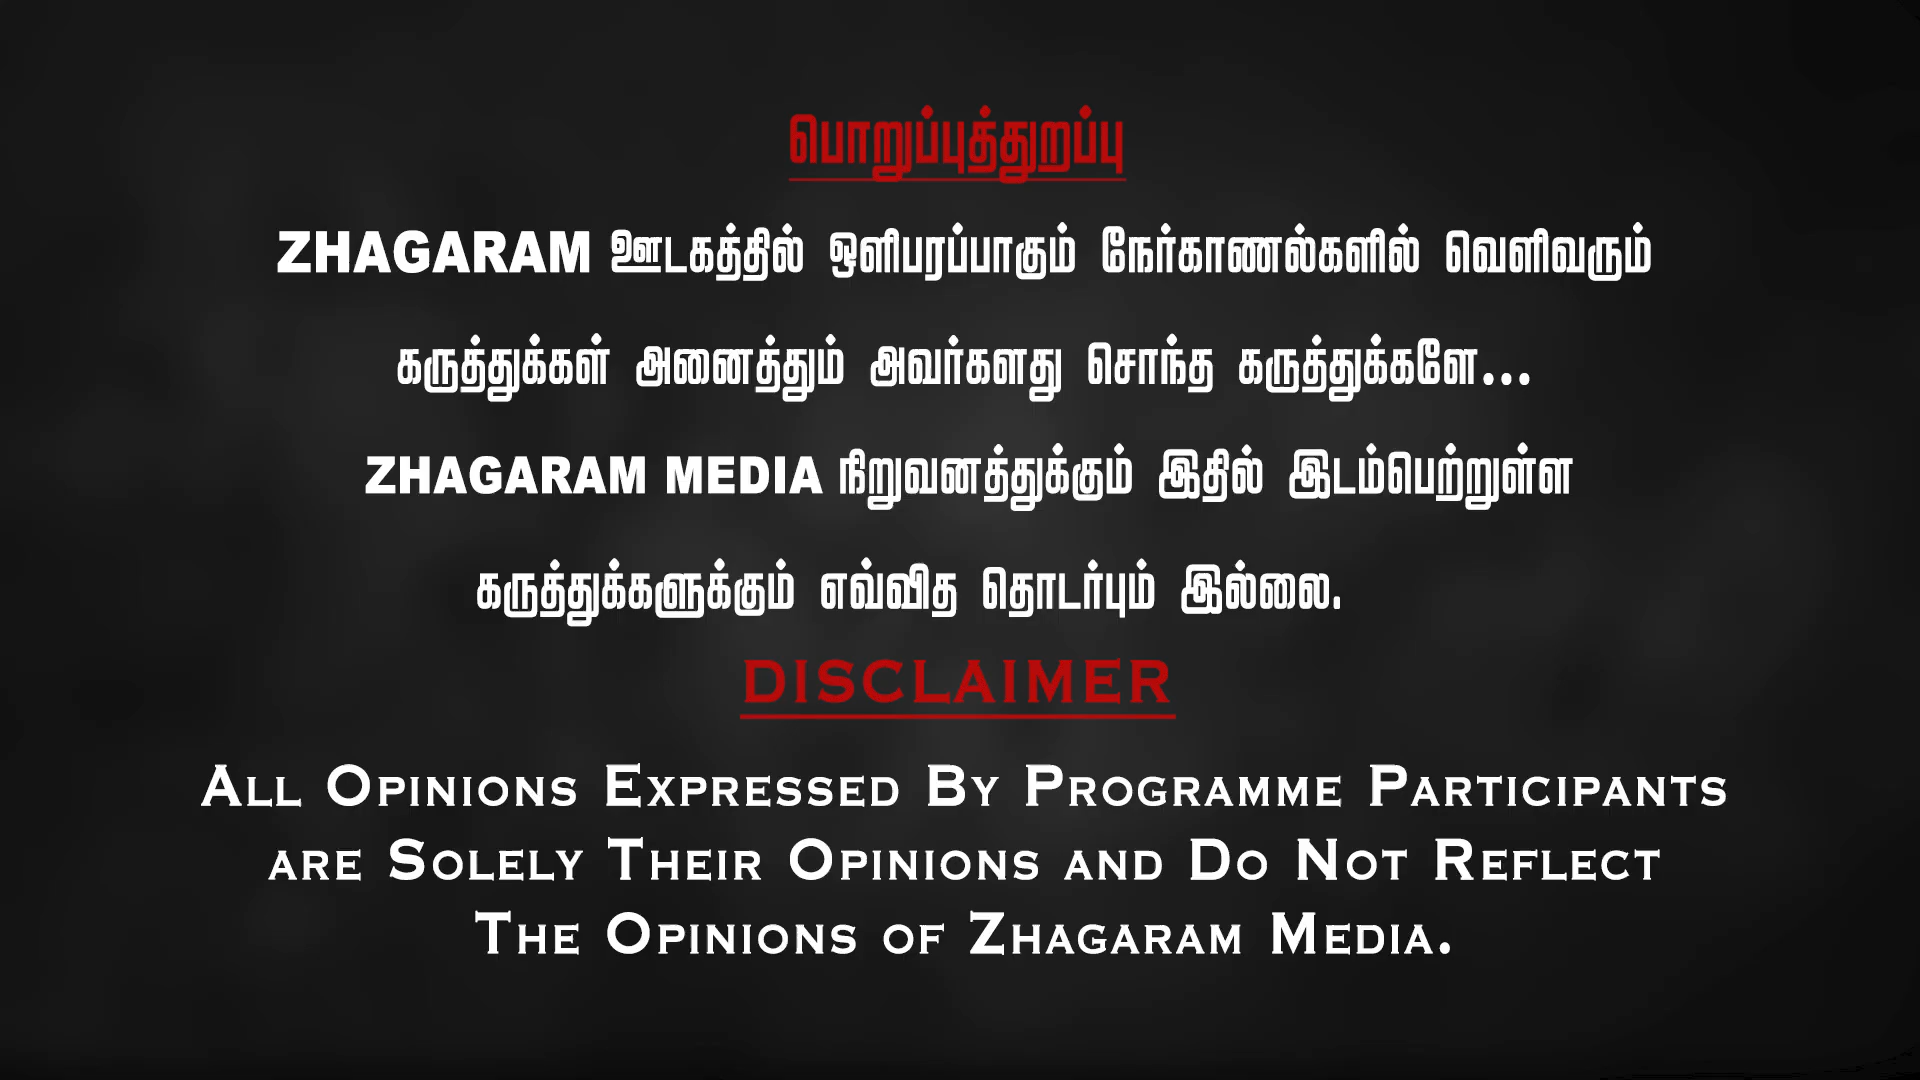 பொறுப்புத்துறப்பு
ZHAGARAM ஊடகத்தில் ஒளிபரப்பாகும் நேர்காணல்களில் வெளிவரும்
கருத்துக்கள் அனைத்தும் அவர்களது சொந்த கருத்துக்களே...
ZHAGARAM MEDIA நிறுவனத்துக்கும் இதில் இடம்பெற்றுள்ள
கருத்துக்களுக்கும் எவ்வித தொடர்பும் இல்லை.
DISCLAIMER
All Opinions Expressed By Programme Participants
are Solely Their Opinions and Do Not Reflect
The Opinions of Zhagaram Media.